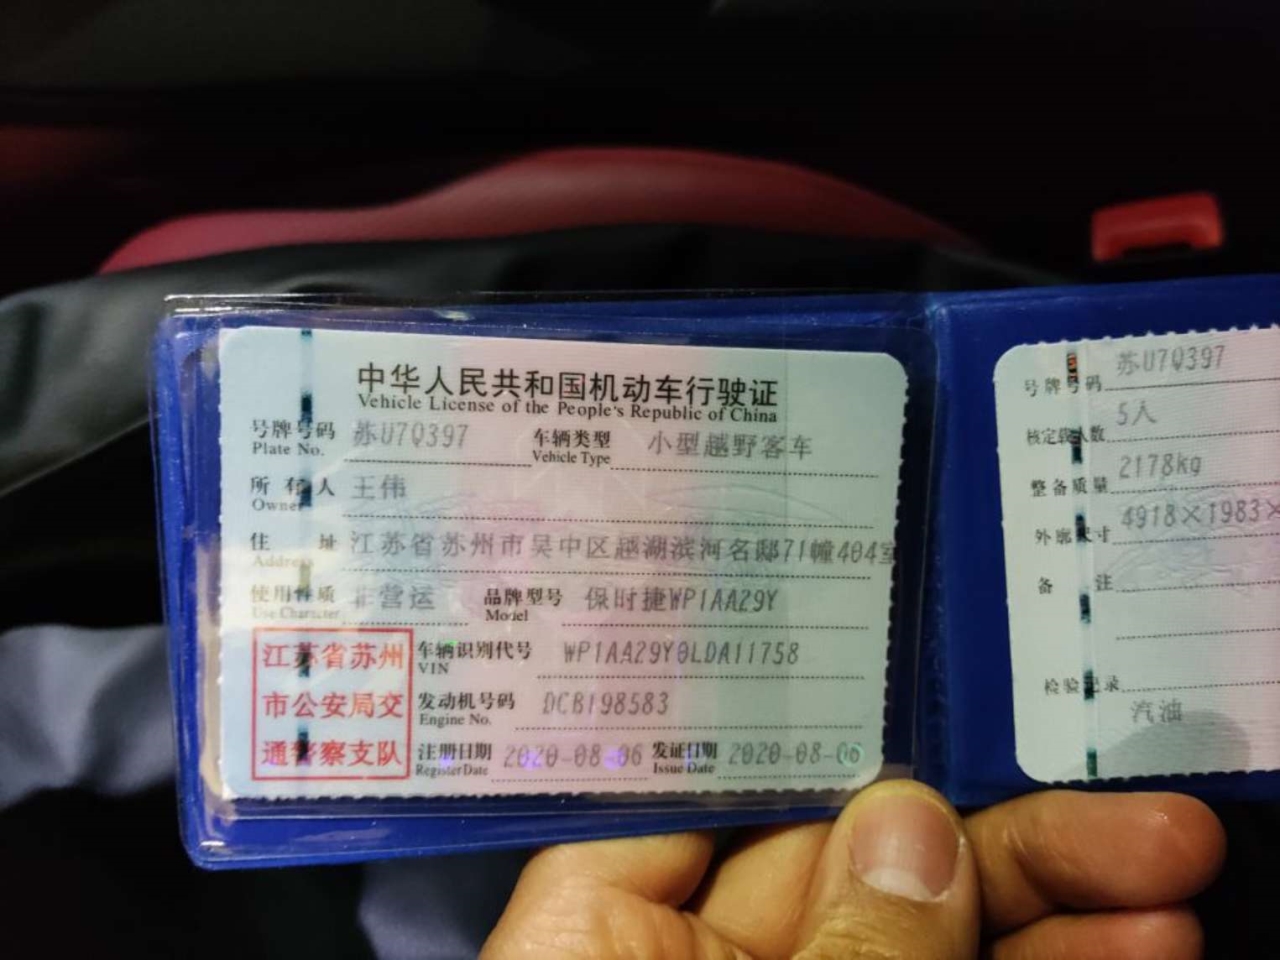 中华人民共和国机动车行驶证
Vehicle License of the People's Republic of China
号牌号码 苏U7Q397 车辆类型 小型越野客车
Plate No. Vehicle Type
所有人 王伟
Owner
住址 江苏省苏州市吴中区越湖滨河名邸71幢404室
Address
使用性质 非营运 品牌型号 保时捷WP1AA29Y
Use Character Model
江苏省苏州
市公安局交
通警察支队
车辆识别代号 WP1AA29Y0LDA11758
VIN
发动机号码 DCB198583
Engine No.
注册日期 2020-08-06 发证日期 2020-08-06
Register Date Issue Date
号牌号码 苏U7Q397
核定载人数 5人
整备质量 2178kg
外廓尺寸 4918×1983×
备注
检验记录
汽油